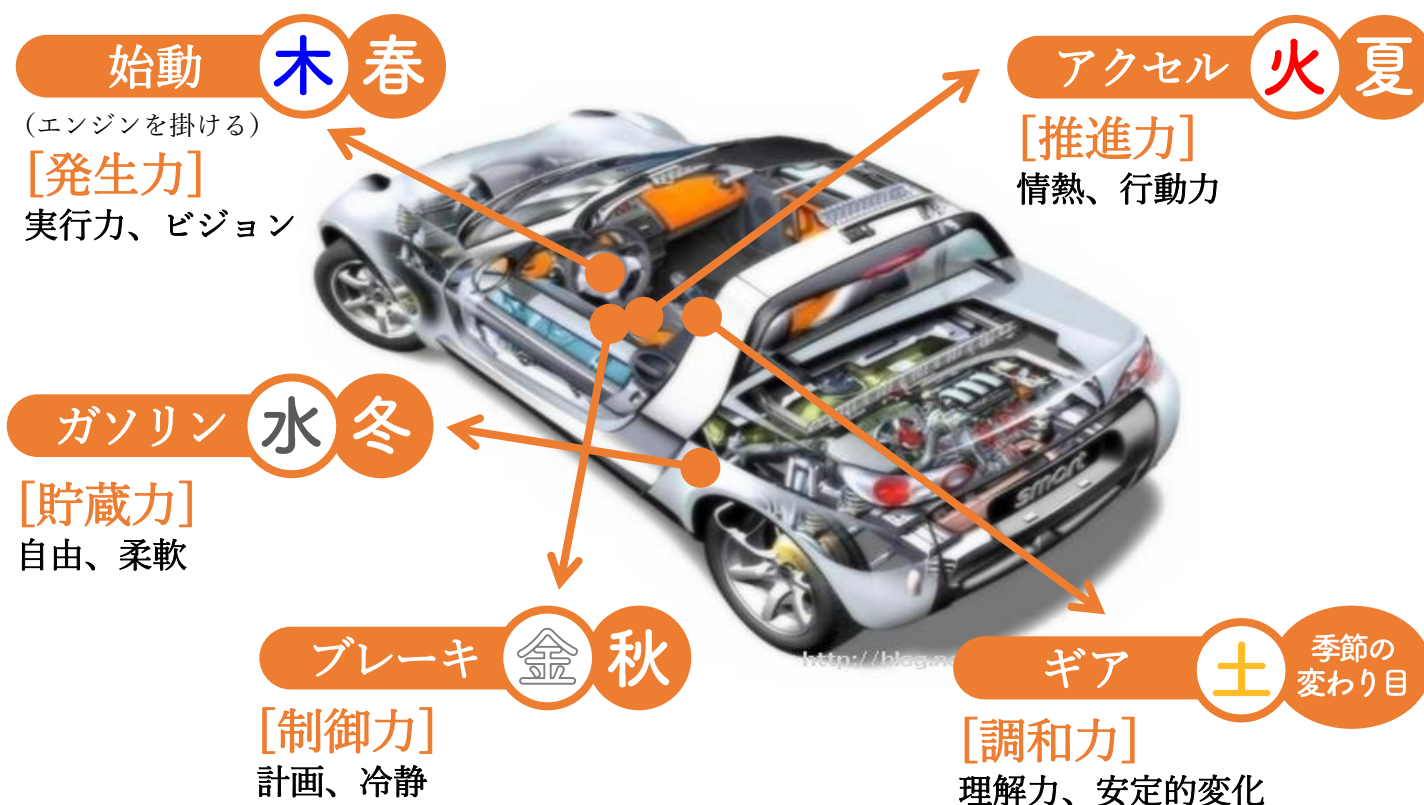 始動 木 春
(エンジンを掛ける)
[発生力]
実行力、ビジョン
アクセル 火 夏
[推進力]
情熱、行動力
ガソリン 水 冬
[貯蔵力]
自由、柔軟
smart
http://blog.ne
ブレーキ 金 秋
[制御力]
計画、冷静
ギア 土 季節の
変わり目
[調和力]
理解力、安定的変化